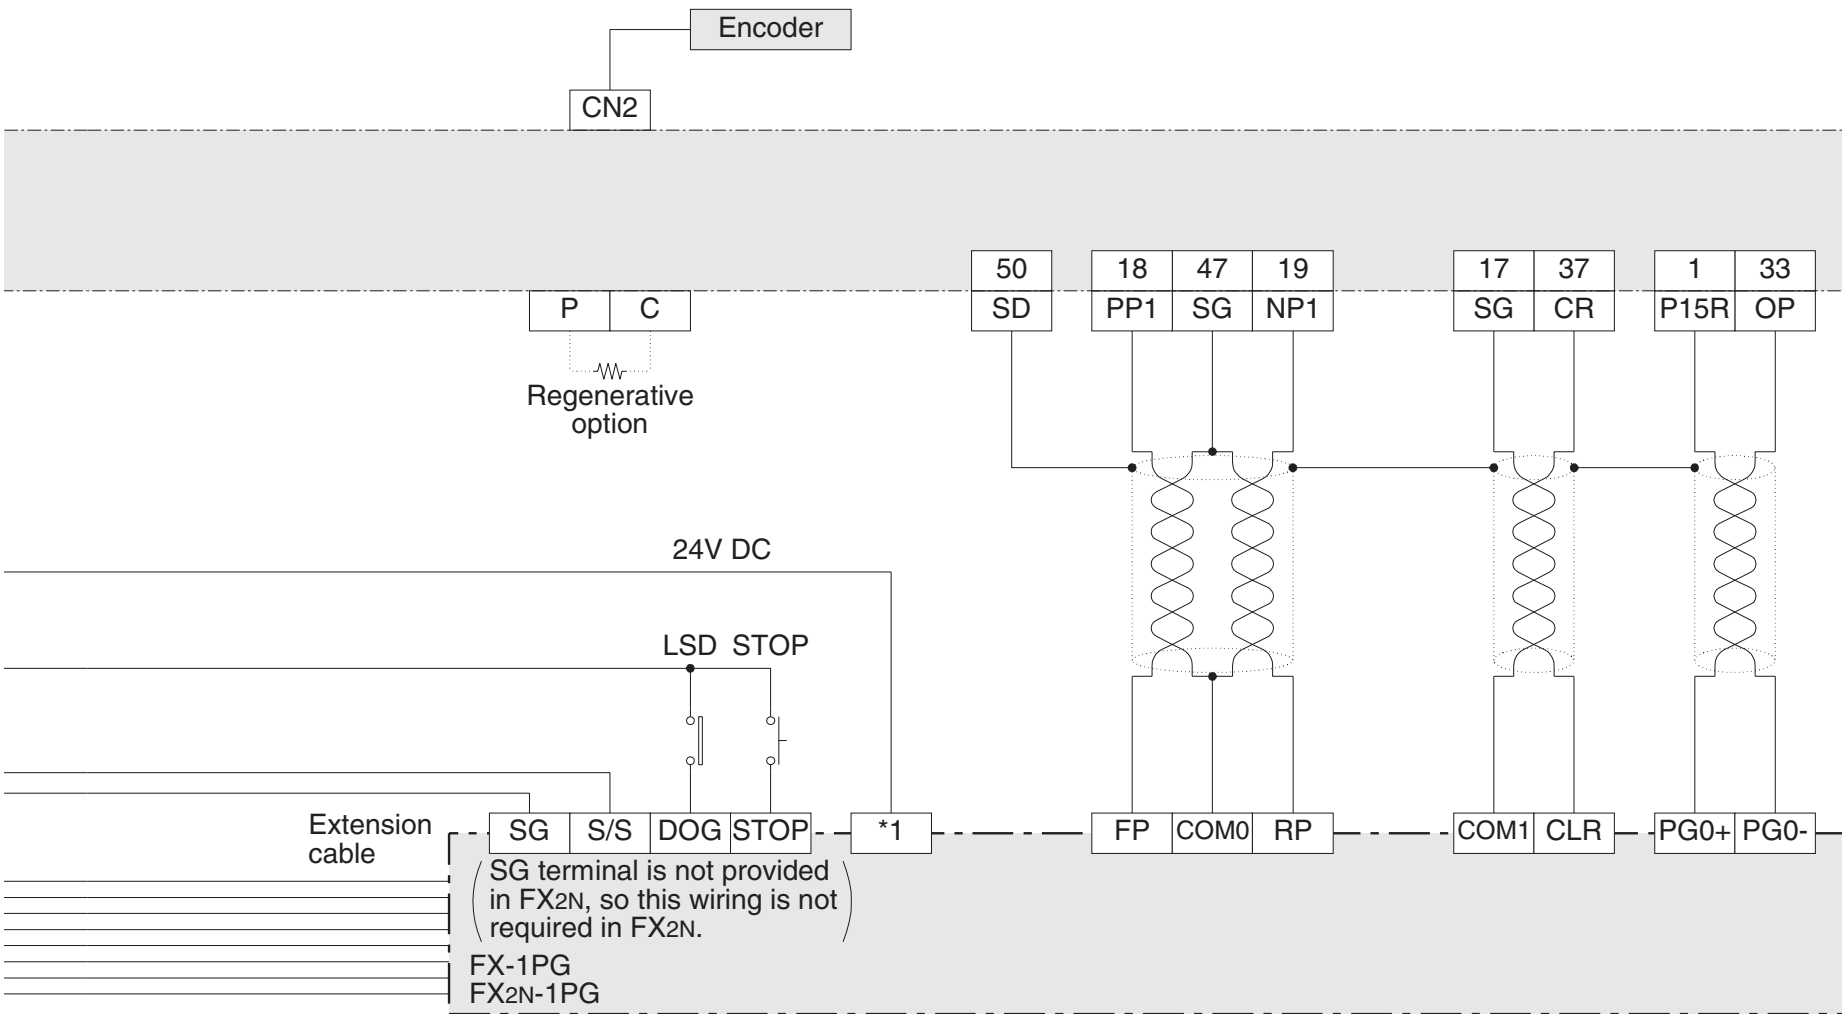 Encoder
CN2
50 18 47 19 17 37 1 33
P C SD PP1 SG NP1 SG CR P15R OP
Regenerative
option
24V DC
LSD STOP
Extension
cable
SG S/S DOG STOP *1 FP COM0 RP COM1 CLR PG0+ PG0-
(SG terminal is not provided
in FX2N, so this wiring is not
required in FX2N.)
FX-1PG
FX2N-1PG